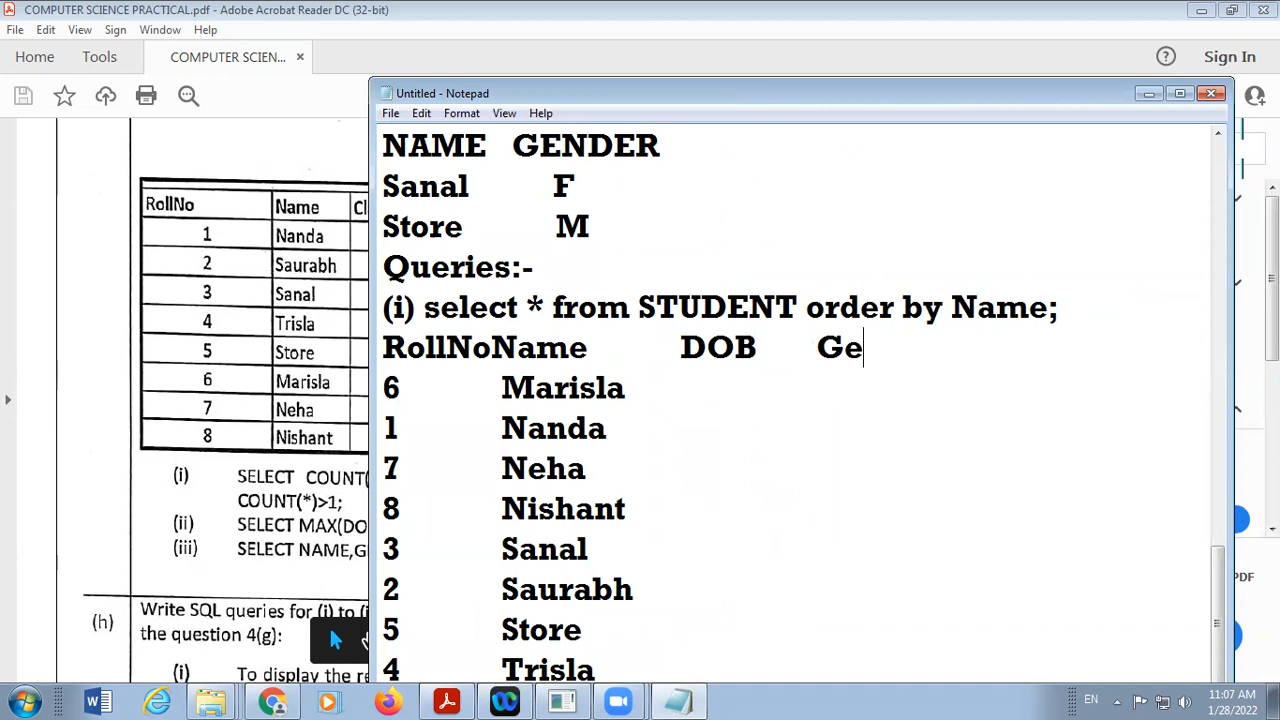 COMPUTER SCIENCE PRACTICAL.pdf - Adobe Acrobat Reader DC (32-bit)
File Edit View Sign Window Help
Home Tools COMPUTER SCIEN... × Sign In
Untitled - Notepad
File Edit Format View Help
NAME GENDER
Sanal F
Store M
Queries:-
(i) select * from STUDENT order by Name;
RollNoName DOB Ge
6 Marisla
1 Nanda
7 Neha
8 Nishant
3 Sanal
2 Saurabh
5 Store
4 Trisla
RollNo Name Cl
1 Nanda
2 Saurabh
3 Sanal
4 Trisla
5 Store
6 Marisla
7 Neha
8 Nishant
(i) SELECT COUNT(
COUNT(*)>1;
(ii) SELECT MAX(DO
(iii) SELECT NAME,G
(h) Write SQL queries for (i) to (i
the question 4(g):
(i) To display the re
PDF
EN 11:07 AM
1/28/2022